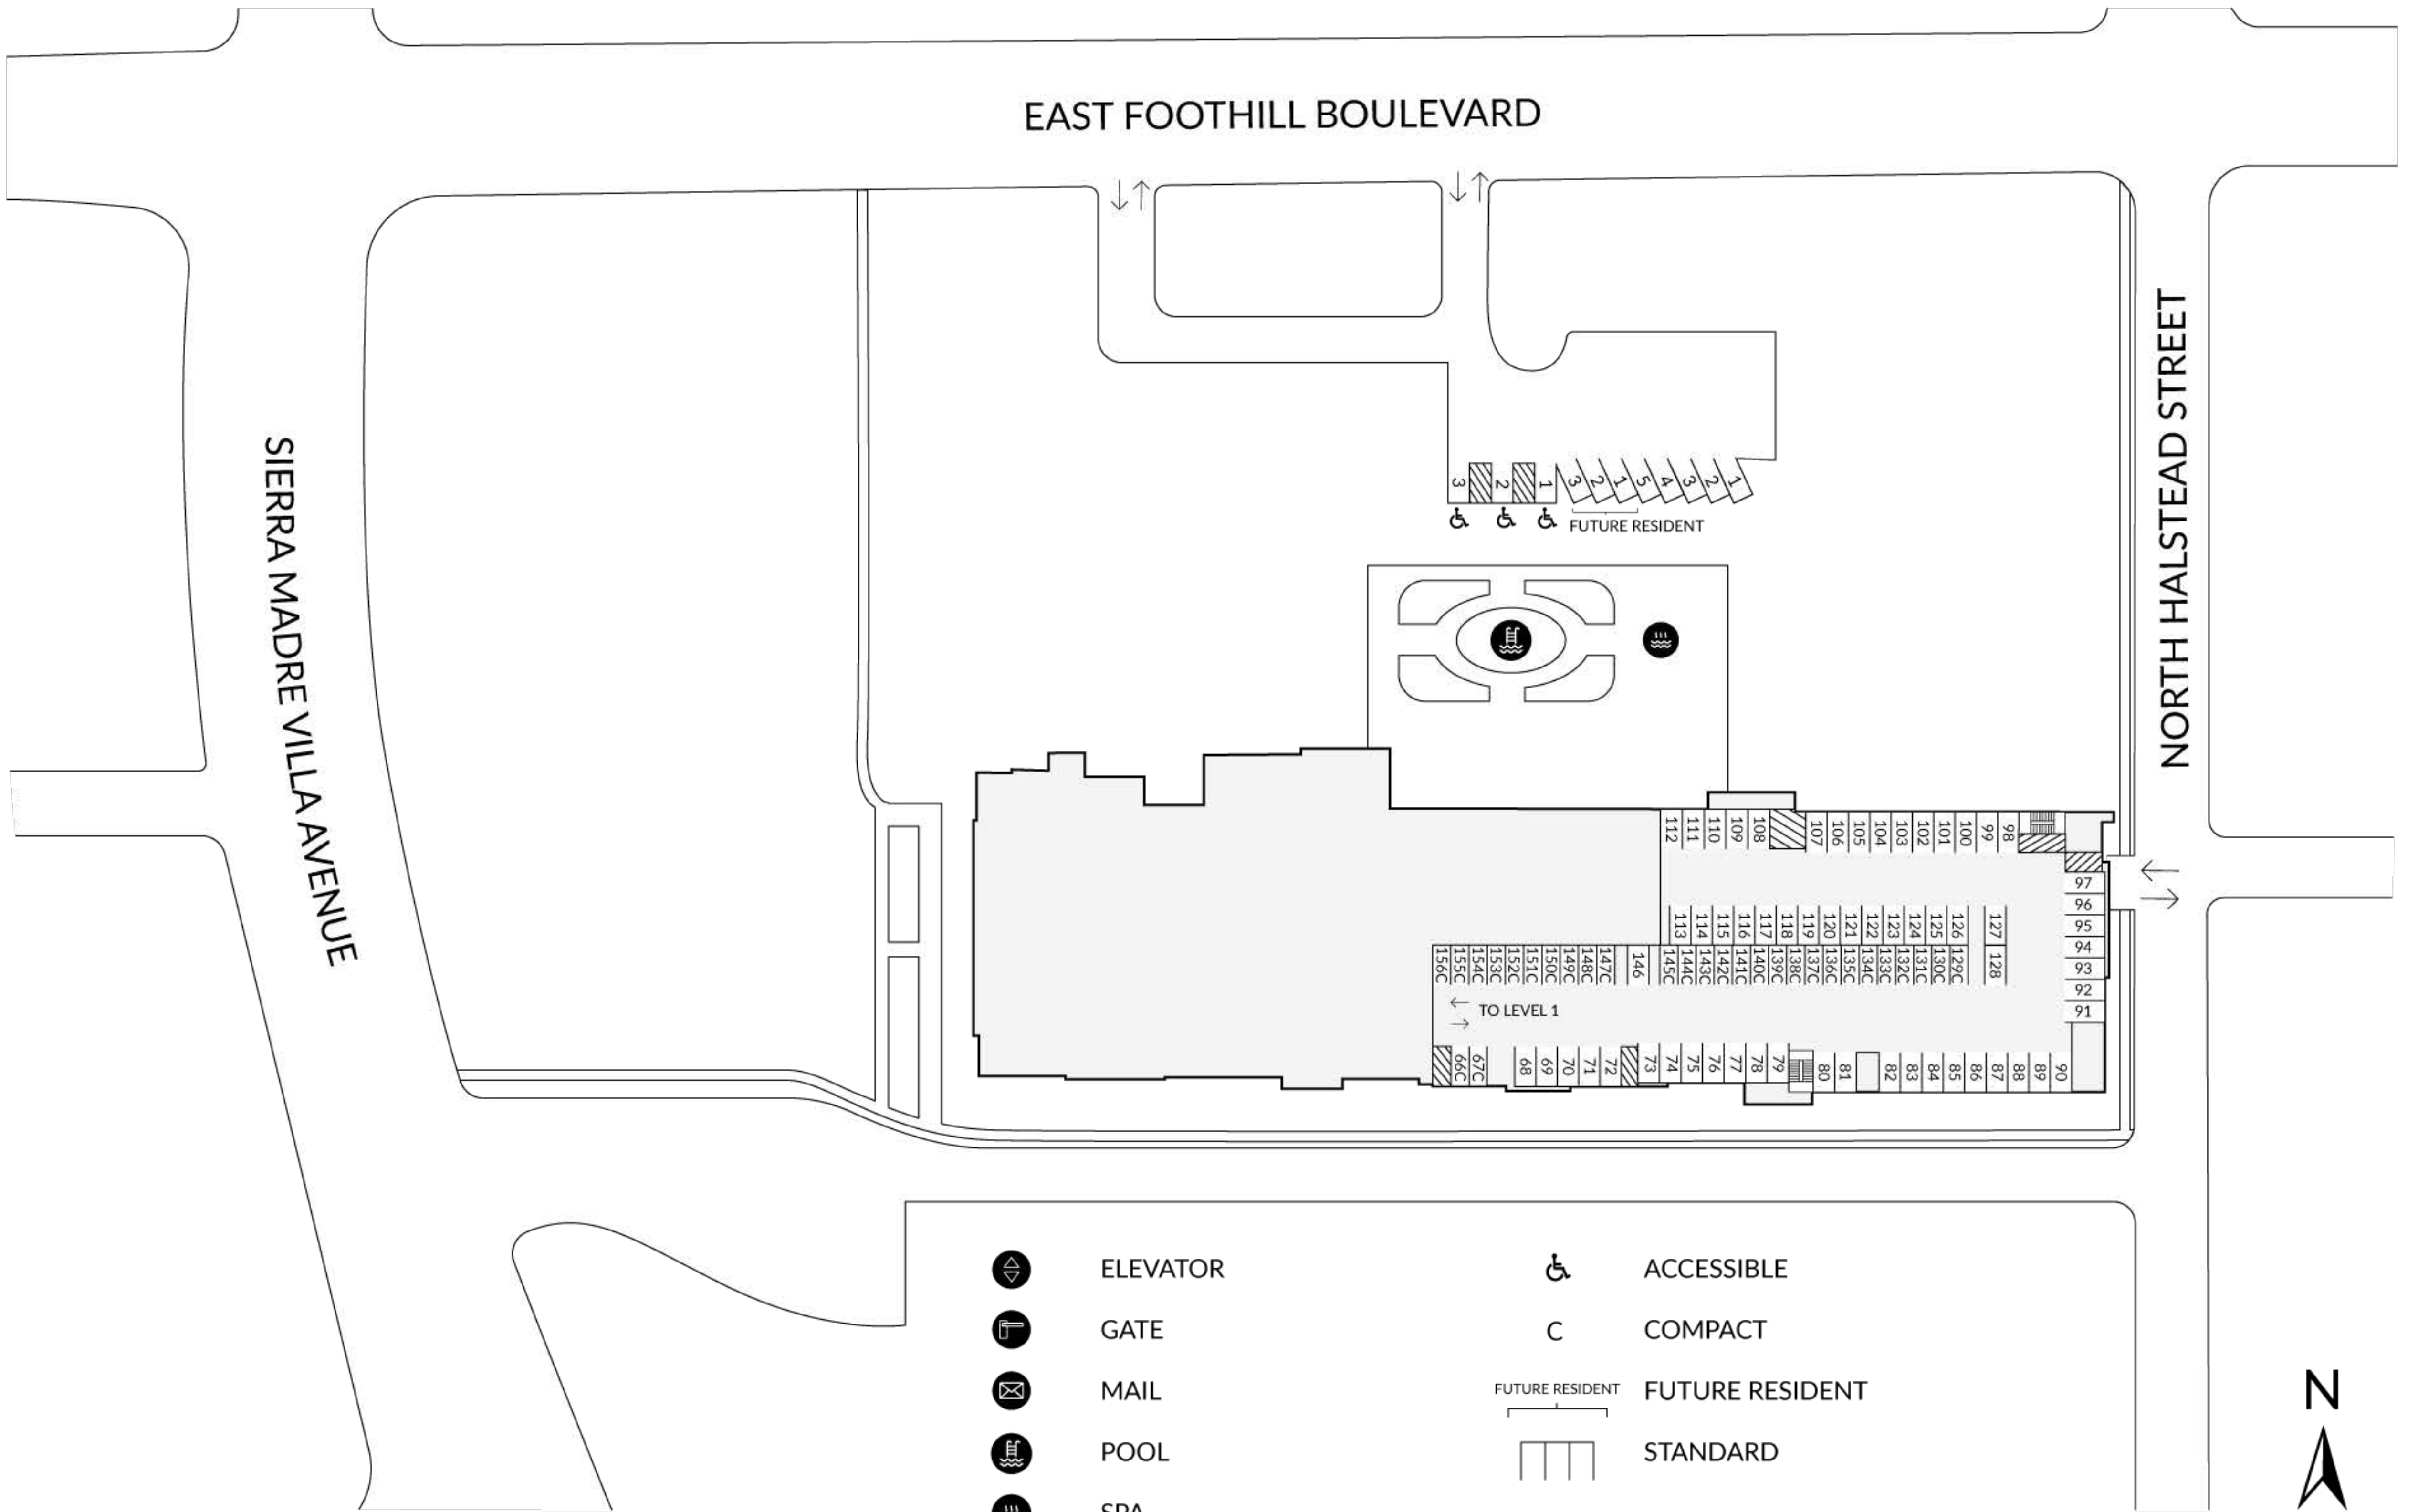 EAST FOOTHILL BOULEVARD
SIERRA MADRE VILLA AVENUE
NORTH HALSTEAD STREET
3 2 1 3 2 1 5 4 3 2 1
FUTURE RESIDENT
112 111 110 109 108 107 106 105 104 103 102 101 100 99 98
97
96
95
94
93
92
91
113 114 115 116 117 118 119 120 121 122 123 124 125 126 127
156C 155C 154C 153C 152C 151C 150C 149C 148C 147C 146 145C 144C 143C 142C 141C 140C 139C 138C 137C 136C 135C 134C 133C 132C 131C 130C 129C 128
TO LEVEL 1
66C 67C 68 69 70 71 72 73 74 75 76 77 78 79 80 81 82 83 84 85 86 87 88 89 90
ELEVATOR
GATE
MAIL
POOL
SPA
ACCESSIBLE
C COMPACT
FUTURE RESIDENT FUTURE RESIDENT
STANDARD
N